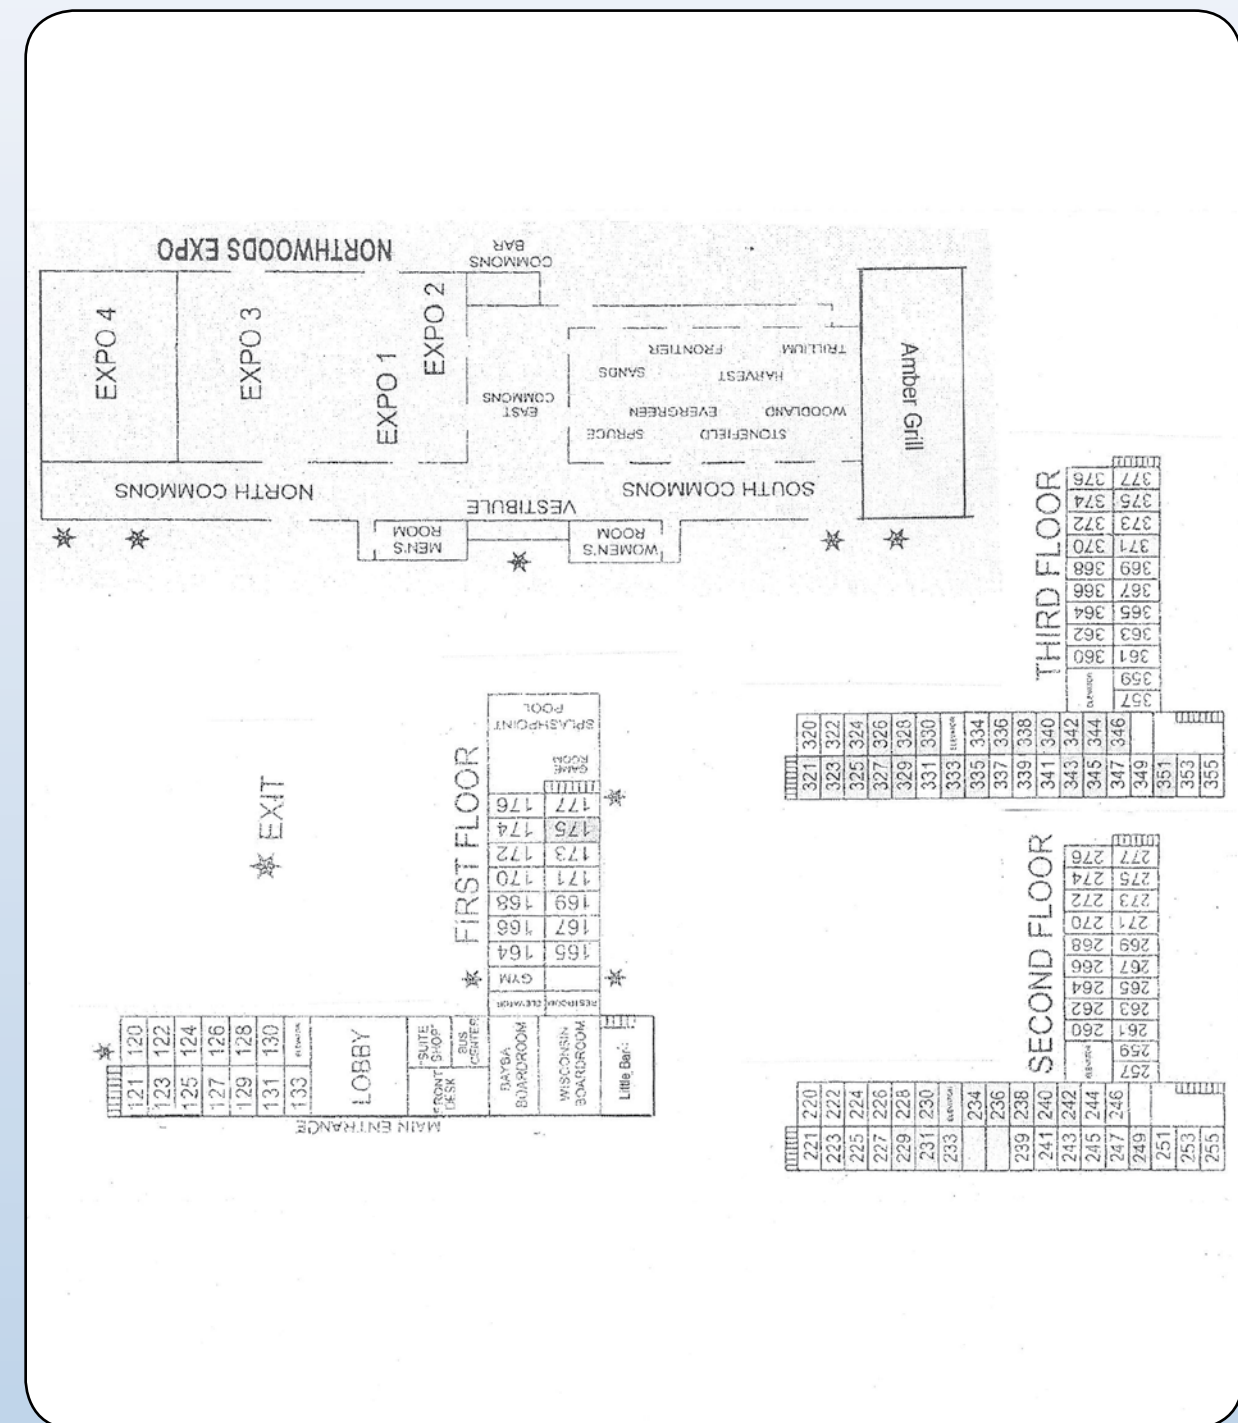 NORTHWOODS EXPO
COMMONS
BAR
EXPO 4
EXPO 3
EXPO 1
EXPO 2
EAST
COMMONS
TRILLIUM
FRONTIER
HARVEST
SANDS
WOODLAND
EVERGREEN
STONEFIELD
SPRUCE
Amber Grill
NORTH COMMONS
SOUTH COMMONS
VESTIBULE
MEN'S
ROOM
WOMEN'S
ROOM
EXIT
FIRST FLOOR
SPLASHPOINT
POOL
GAME
ROOM
176 177
174 175
172 173
170 171
168 169
166 167
164 165
GYM
ELEVATOR RESTROOM
120 122 124 126 128 130 ELEVATOR
121 123 125 127 129 131 133
LOBBY
SUITE
SHOP
BUS
CENTER
FRONT
DESK
BAYBA
BOARDROOM
WISCONSIN
BOARDROOM
Little Bar
MAIN ENTRANCE
THIRD FLOOR
376 377
374 375
372 373
370 371
368 369
366 367
364 365
362 363
360 361
ELEVATOR 359
357
320 322 324 326 328 330 ELEVATOR 334 336 338 340 342 344 346
321 323 325 327 329 331 333 335 337 339 341 343 345 347 349 351 353 355
SECOND FLOOR
276 277
274 275
272 273
270 271
268 269
266 267
264 265
262 263
260 261
ELEVATOR 259
257
220 222 224 226 228 230 ELEVATOR 234 236 238 240 242 244 246
221 223 225 227 229 231 233 239 241 243 245 247 249 251 253 255